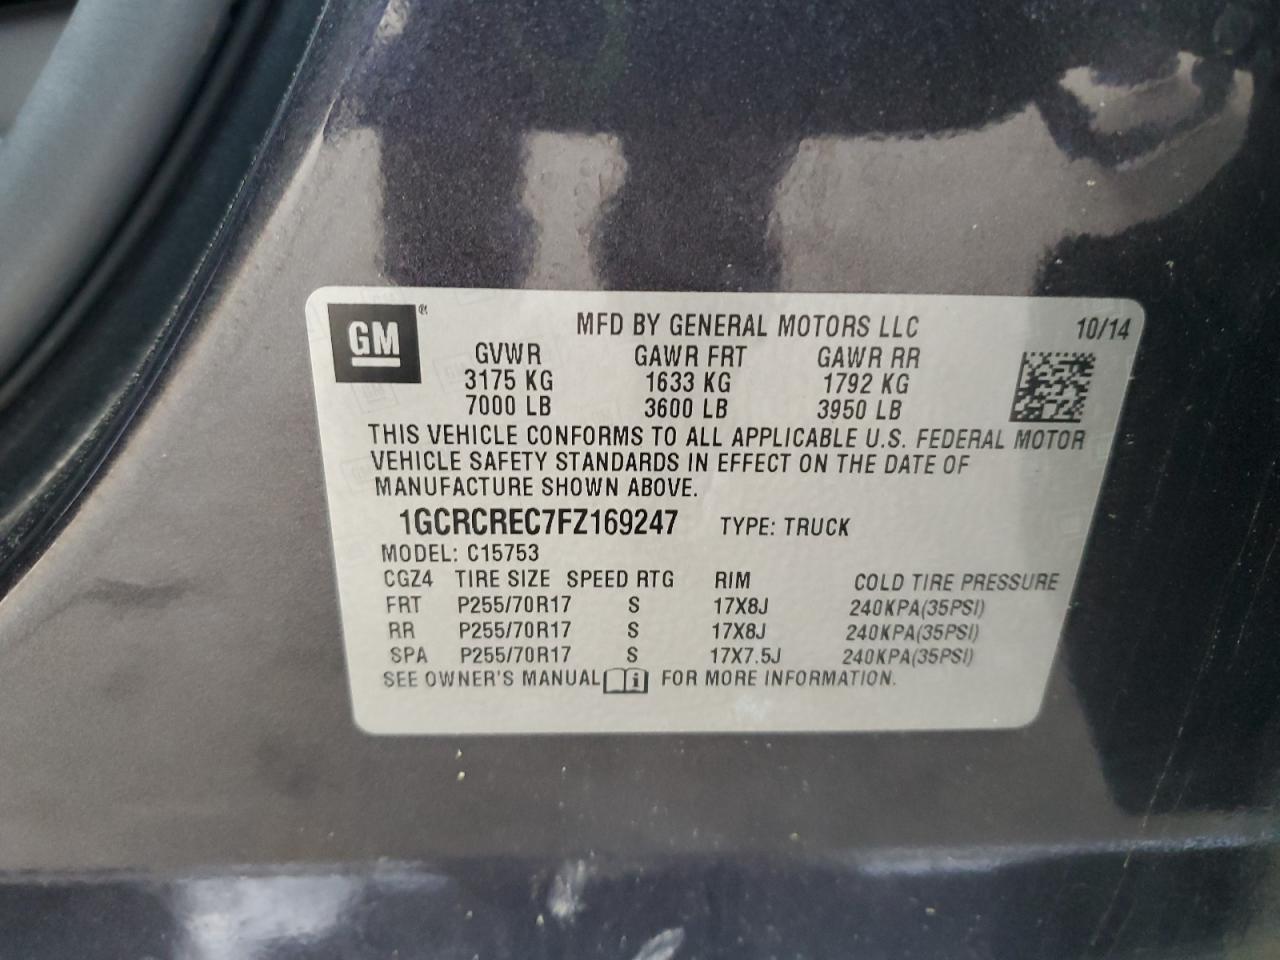 GM®
MFD BY GENERAL MOTORS LLC 10/14
GVWR GAWR FRT GAWR RR
3175 KG 1633 KG 1792 KG
7000 LB 3600 LB 3950 LB
THIS VEHICLE CONFORMS TO ALL APPLICABLE U.S. FEDERAL MOTOR
VEHICLE SAFETY STANDARDS IN EFFECT ON THE DATE OF
MANUFACTURE SHOWN ABOVE.
1GCRCREC7FZ169247 TYPE: TRUCK
MODEL: C15753
CGZ4 TIRE SIZE SPEED RTG RIM COLD TIRE PRESSURE
FRT P255/70R17 S 17X8J 240KPA(35PSI)
RR P255/70R17 S 17X8J 240KPA(35PSI)
SPA P255/70R17 S 17X7.5J 240KPA(35PSI)
SEE OWNER'S MANUAL i FOR MORE INFORMATION.